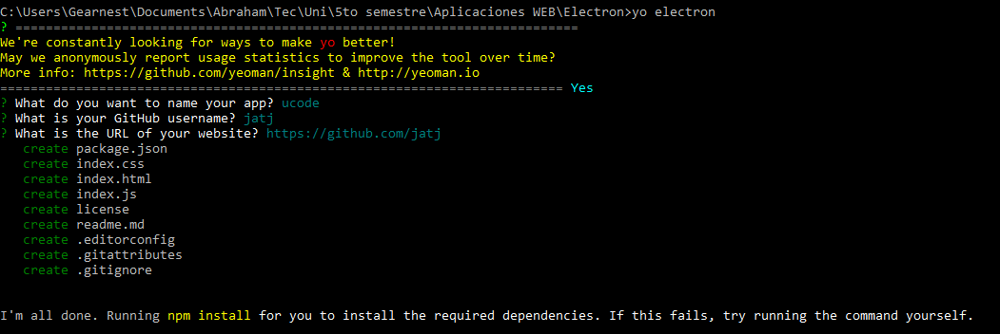 C:\Users\Gearnest\Documents\Abraham\Tec\Uni\5to semestre\Aplicaciones WEB\Electron>yo electron
? ==========================================================================
We're constantly looking for ways to make yo better!
May we anonymously report usage statistics to improve the tool over time?
More info: https://github.com/yeoman/insight & http://yeoman.io
========================================================================== Yes
? What do you want to name your app? ucode
? What is your GitHub username? jatj
? What is the URL of your website? https://github.com/jatj
create package.json
create index.css
create index.html
create index.js
create license
create readme.md
create .editorconfig
create .gitattributes
create .gitignore
I'm all done. Running npm install for you to install the required dependencies. If this fails, try running the command yourself.